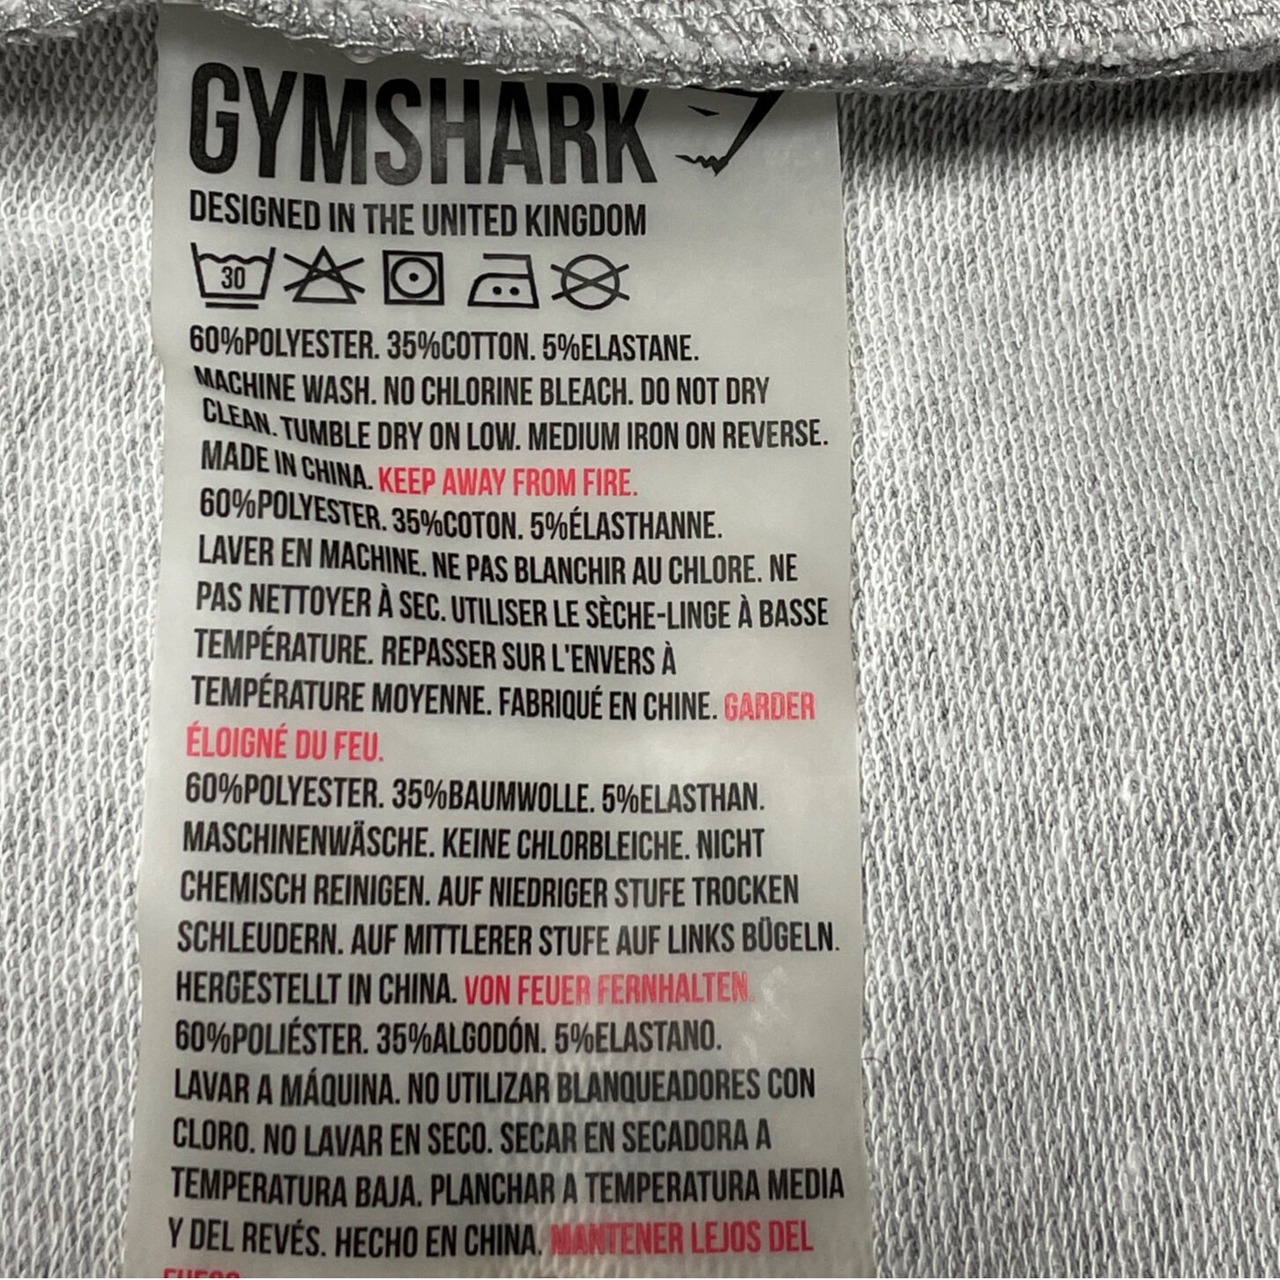 GYMSHARK
DESIGNED IN THE UNITED KINGDOM
30
60%POLYESTER. 35%COTTON. 5%ELASTANE.
MACHINE WASH. NO CHLORINE BLEACH. DO NOT DRY
CLEAN. TUMBLE DRY ON LOW. MEDIUM IRON ON REVERSE.
MADE IN CHINA. KEEP AWAY FROM FIRE.
60%POLYESTER. 35%COTON. 5%ÉLASTHANNE.
LAVER EN MACHINE. NE PAS BLANCHIR AU CHLORE. NE
PAS NETTOYER À SEC. UTILISER LE SÈCHE-LINGE À BASSE
TEMPÉRATURE. REPASSER SUR L'ENVERS À
TEMPÉRATURE MOYENNE. FABRIQUÉ EN CHINE. GARDER
ÉLOIGNÉ DU FEU.
60%POLYESTER. 35%BAUMWOLLE. 5%ELASTHAN.
MASCHINENWÄSCHE. KEINE CHLORBLEICHE. NICHT
CHEMISCH REINIGEN. AUF NIEDRIGER STUFE TROCKEN
SCHLEUDERN. AUF MITTLERER STUFE AUF LINKS BÜGELN.
HERGESTELLT IN CHINA. VON FEUER FERNHALTEN.
60%POLIÉSTER. 35%ALGODÓN. 5%ELASTANO.
LAVAR A MÁQUINA. NO UTILIZAR BLANQUEADORES CON
CLORO. NO LAVAR EN SECO. SECAR EN SECADORA A
TEMPERATURA BAJA. PLANCHAR A TEMPERATURA MEDIA
Y DEL REVÉS. HECHO EN CHINA. MANTENER LEJOS DEL